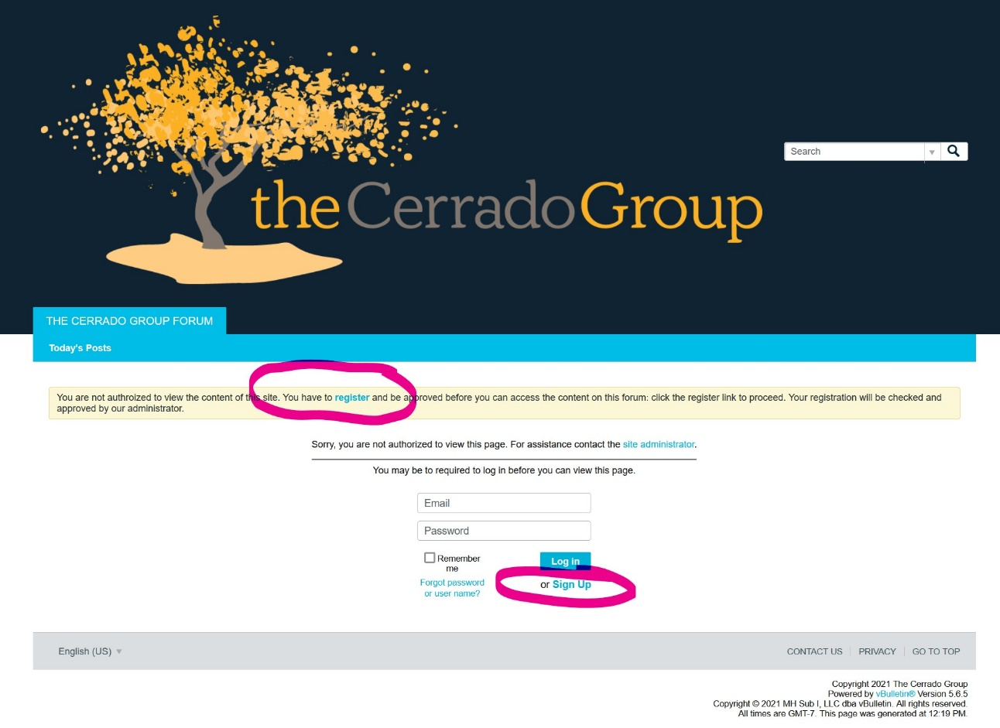 Search
theCerradoGroup
THE CERRADO GROUP FORUM
Today's Posts
You are not authroized to view the content of this site. You have to register and be approved before you can access the content on this forum: click the register link to proceed. Your registration will be checked and
approved by our administrator.
Sorry, you are not authorized to view this page. For assistance contact the site administrator.
You may be to required to log in before you can view this page.
Email
Password
Remember
me
Log in
Forgot password
or user name?
or Sign Up
English (US)
CONTACT US
PRIVACY
GO TO TOP
Copyright 2021 The Cerrado Group
Powered by vBulletin® Version 5.6.5
Copyright © 2021 MH Sub I, LLC dba vBulletin. All rights reserved.
All times are GMT-7. This page was generated at 12:19 PM.